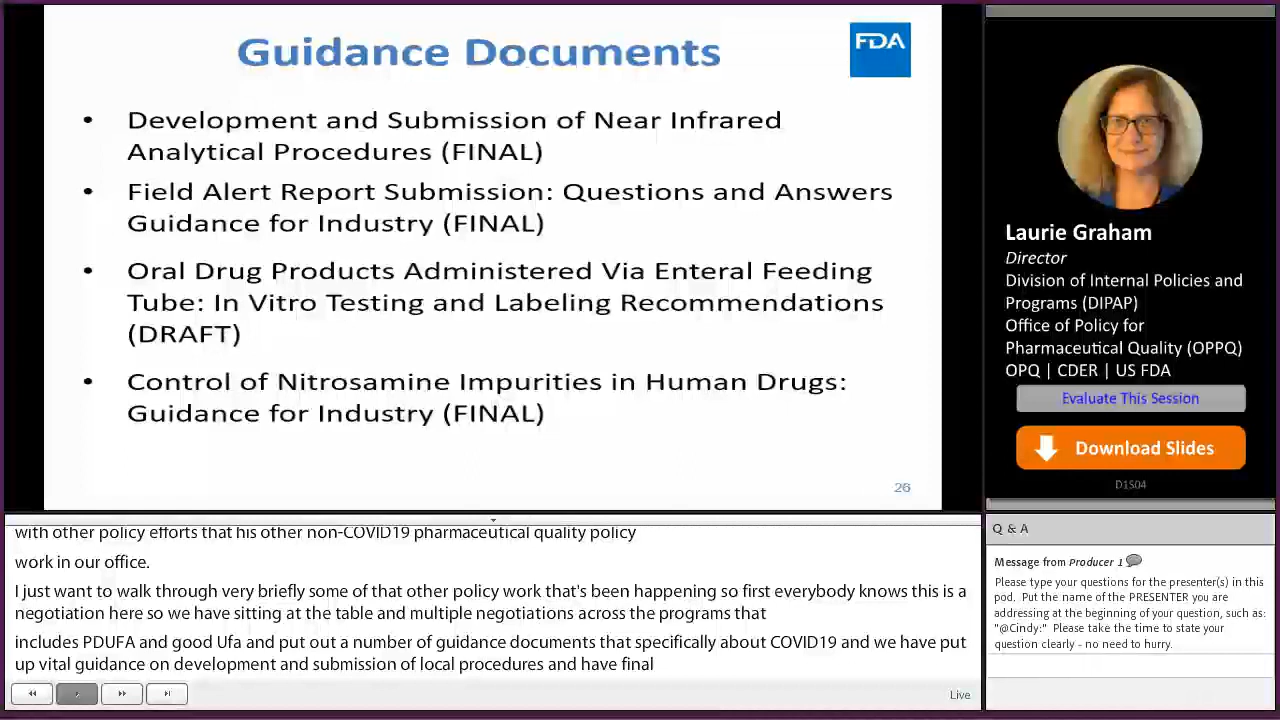 Guidance Documents
FDA
• Development and Submission of Near Infrared
Analytical Procedures (FINAL)
• Field Alert Report Submission: Questions and Answers
Guidance for Industry (FINAL)
• Oral Drug Products Administered Via Enteral Feeding
Tube: In Vitro Testing and Labeling Recommendations
(DRAFT)
• Control of Nitrosamine Impurities in Human Drugs:
Guidance for Industry (FINAL)
26
Laurie Graham
Director
Division of Internal Policies and
Programs (DIPAP)
Office of Policy for
Pharmaceutical Quality (OPPQ)
OPQ | CDER | US FDA
Evaluate This Session
Download Slides
D1S04
with other policy efforts that his other non-COVID19 pharmaceutical quality policy
work in our office.
I just want to walk through very briefly some of that other policy work that's been happening so first everybody knows this is a
negotiation here so we have sitting at the table and multiple negotiations across the programs that
includes PDUFA and good Ufa and put out a number of guidance documents that specifically about COVID19 and we have put
up vital guidance on development and submission of local procedures and have final
Live
Q & A
Message from Producer 1
Please type your questions for the presenter(s) in this
pod. Put the name of the PRESENTER you are
addressing at the beginning of your question, such as:
"@Cindy:" Please take the time to state your
question clearly - no need to hurry.